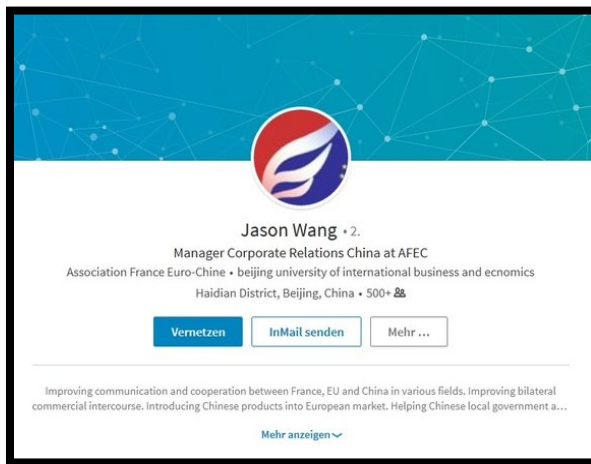 Jason Wang • 2.
Manager Corporate Relations China at AFEC
Association France Euro-Chine • beijing university of international business and ecnomics
Haidian District, Beijing, China • 500+
Vernetzen
InMail senden
Mehr ...
Improving communication and cooperation between France, EU and China in various fields. Improving bilateral
commercial intercourse. Introducing Chinese products into European market. Helping Chinese local government a...
Mehr anzeigen